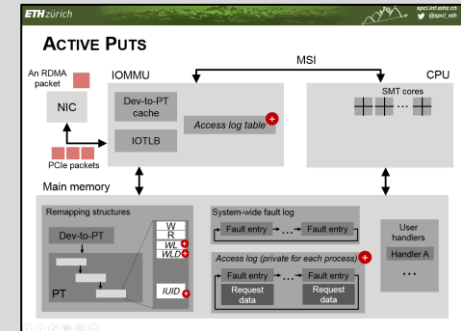 ETHzürich
spcl.inf.ethz.ch
@spcl_eth
ACTIVE PUTS
MSI
An RDMA
packet
IOMMU
CPU
NIC
Dev-to-PT
cache
Access log table
+
SMT cores
...
IOTLB
PCIe packets
Main memory
Remapping structures
Dev-to-PT
PT
W
R
WL +
WLD +
IUID +
System-wide fault log
Fault entry ... Fault entry
Access log (private for each process) +
Fault entry ... Fault entry
Request
data
Request
data
User
handlers
Handler A
...